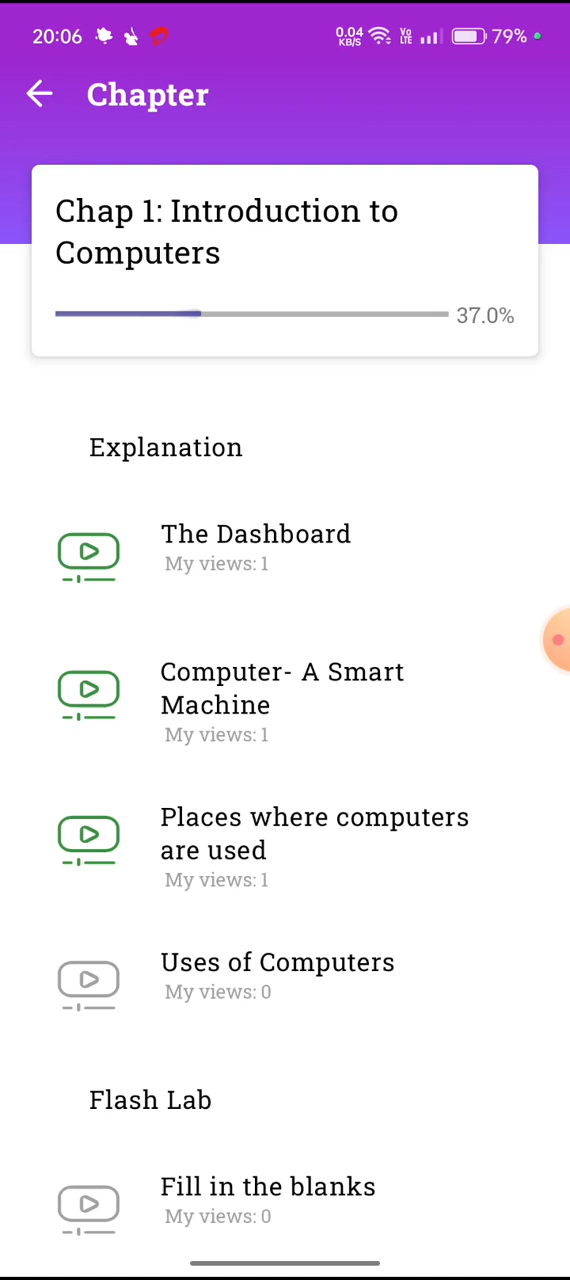 20:06
0.04
KB/S
Vo
LTE
79%
Chapter
Chap 1: Introduction to
Computers
37.0%
Explanation
The Dashboard
My views: 1
Computer- A Smart
Machine
My views: 1
Places where computers
are used
My views: 1
Uses of Computers
My views: 0
Flash Lab
Fill in the blanks
My views: 0